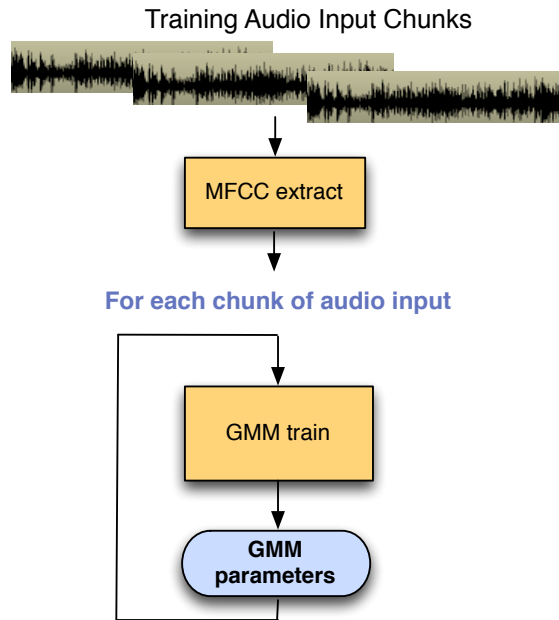 Training Audio Input Chunks
MFCC extract
For each chunk of audio input
GMM train
GMM
parameters